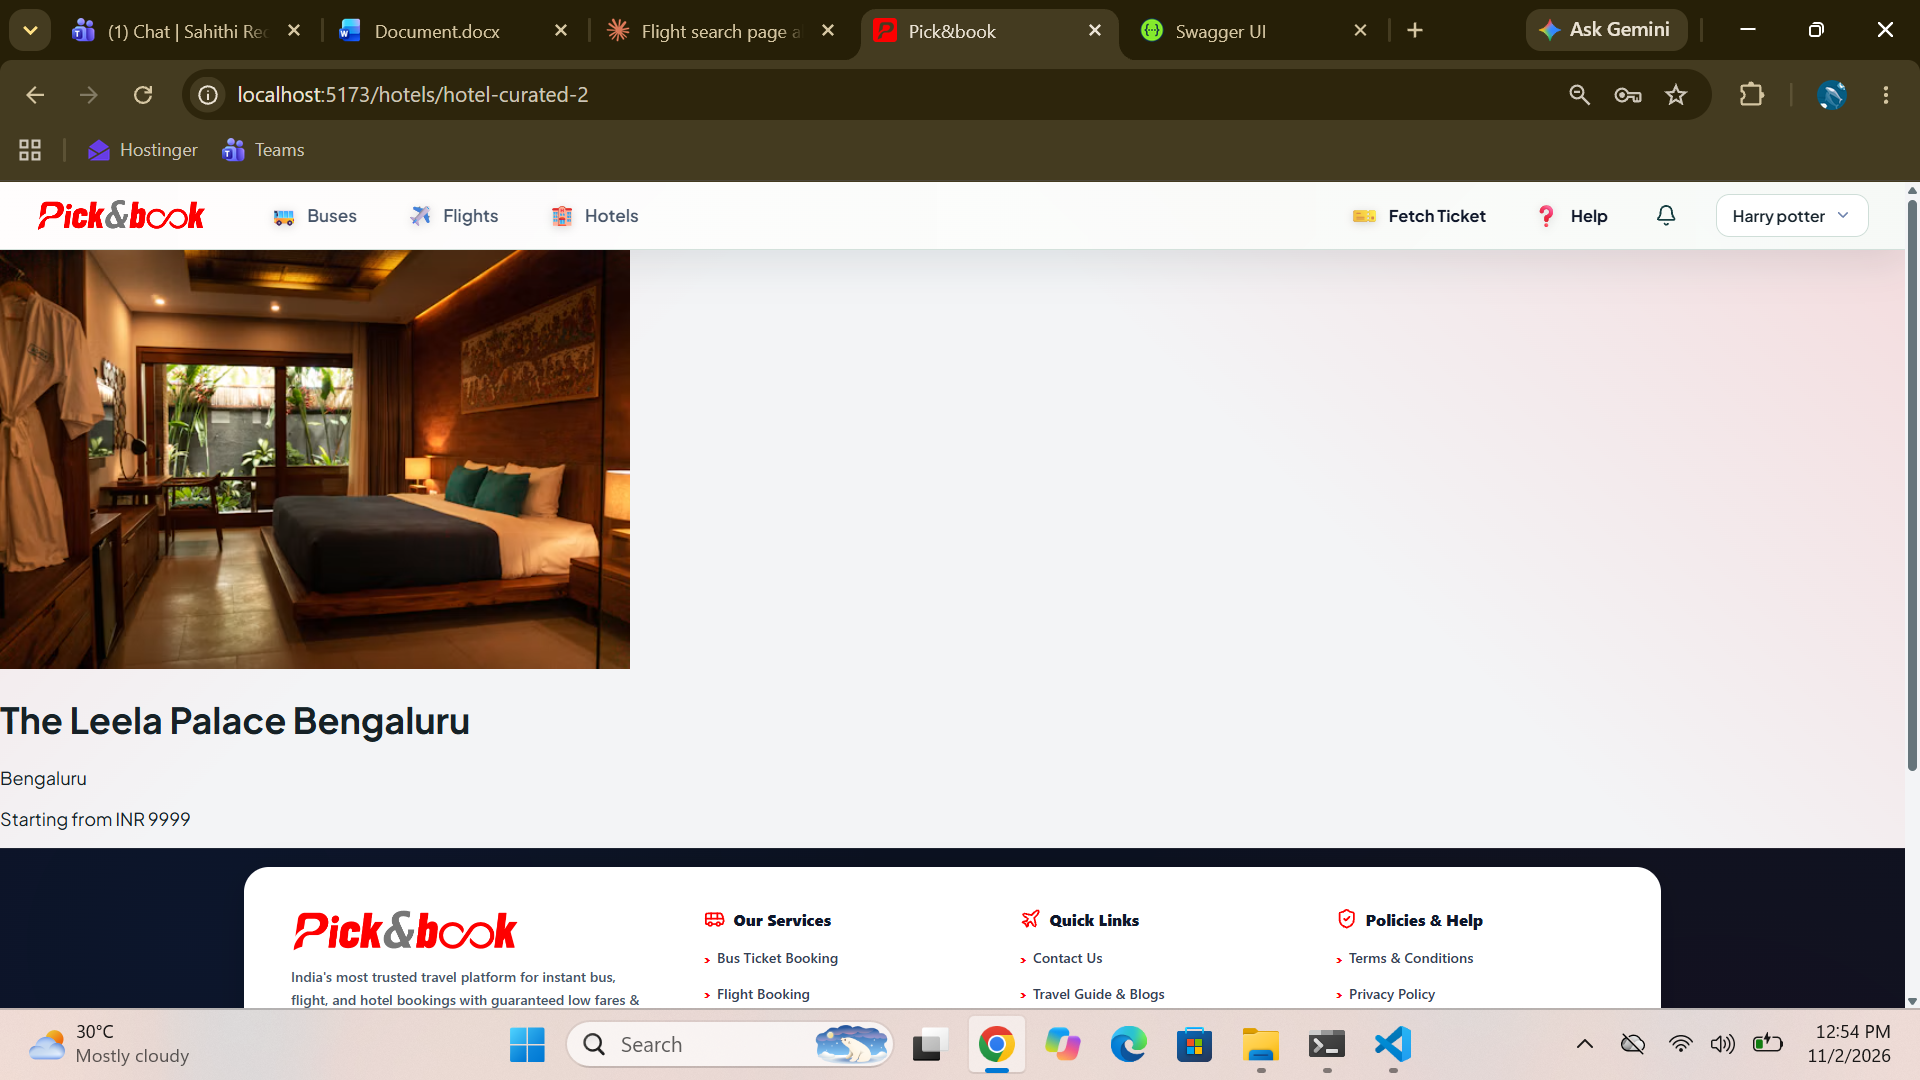 (1) Chat | Sahithi Rec
Document.docx
Flight search page a
Pick&book
Swagger UI
Ask Gemini
localhost:5173/hotels/hotel-curated-2
Hostinger
Teams
Pick&book
Buses
Flights
Hotels
Fetch Ticket
Help
Harry potter
The Leela Palace Bengaluru
Bengaluru
Starting from INR 9999
Pick&book
India's most trusted travel platform for instant bus,
flight, and hotel bookings with guaranteed low fares &
Our Services
Bus Ticket Booking
Flight Booking
Quick Links
Contact Us
Travel Guide & Blogs
Policies & Help
Terms & Conditions
Privacy Policy
30°C
Mostly cloudy
Search
12:54 PM
11/2/2026